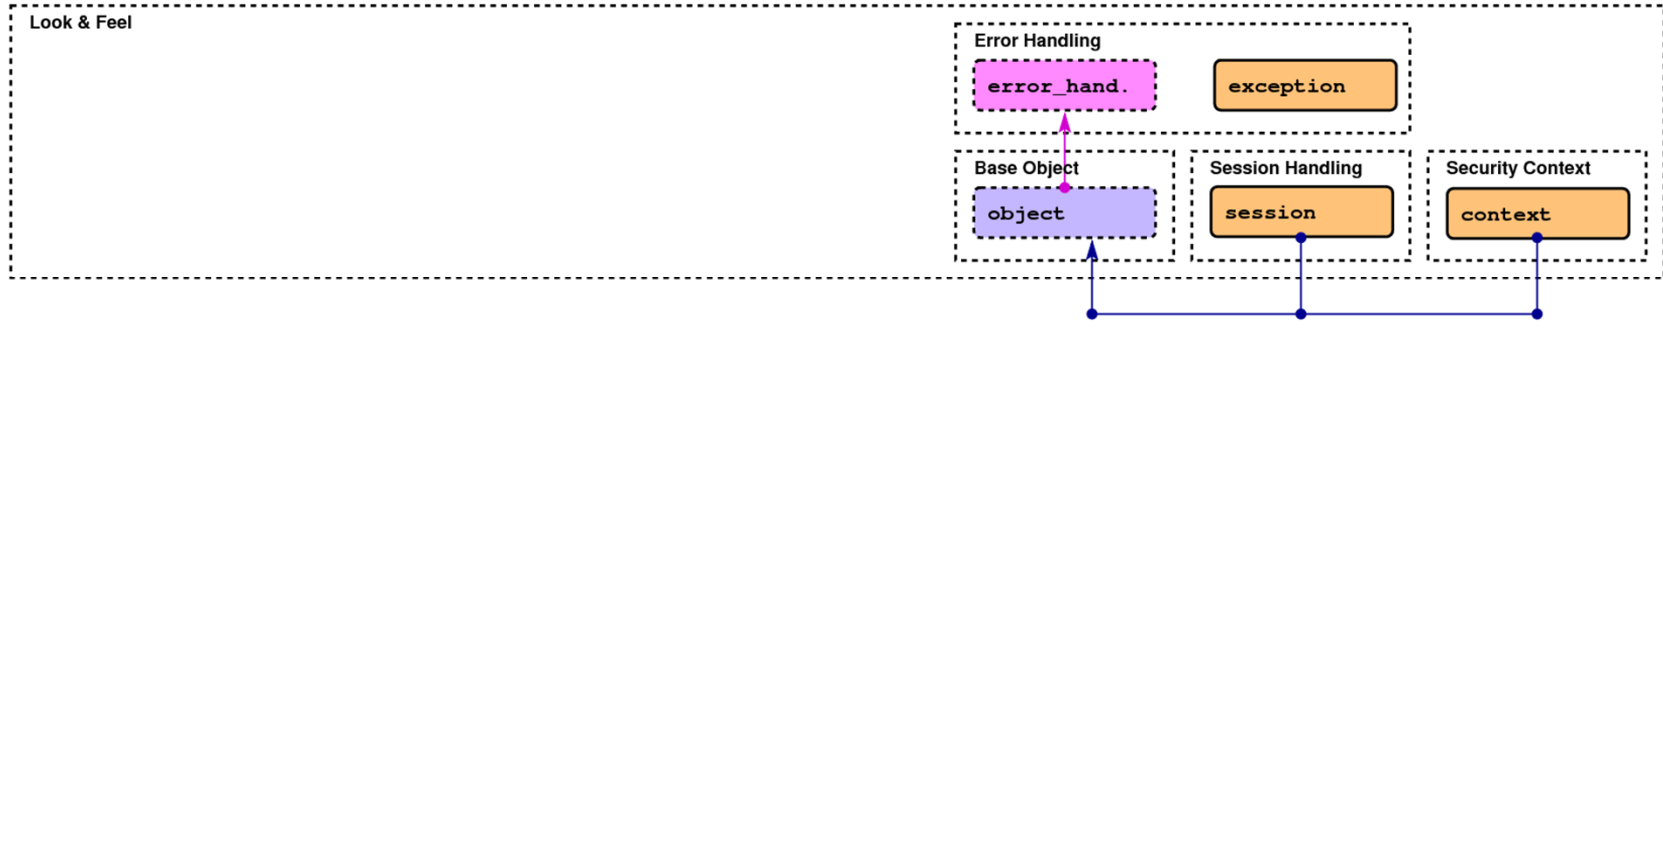 Look & Feel
Error Handling
error_hand.
exception
Base Object
object
Session Handling
session
Security Context
context